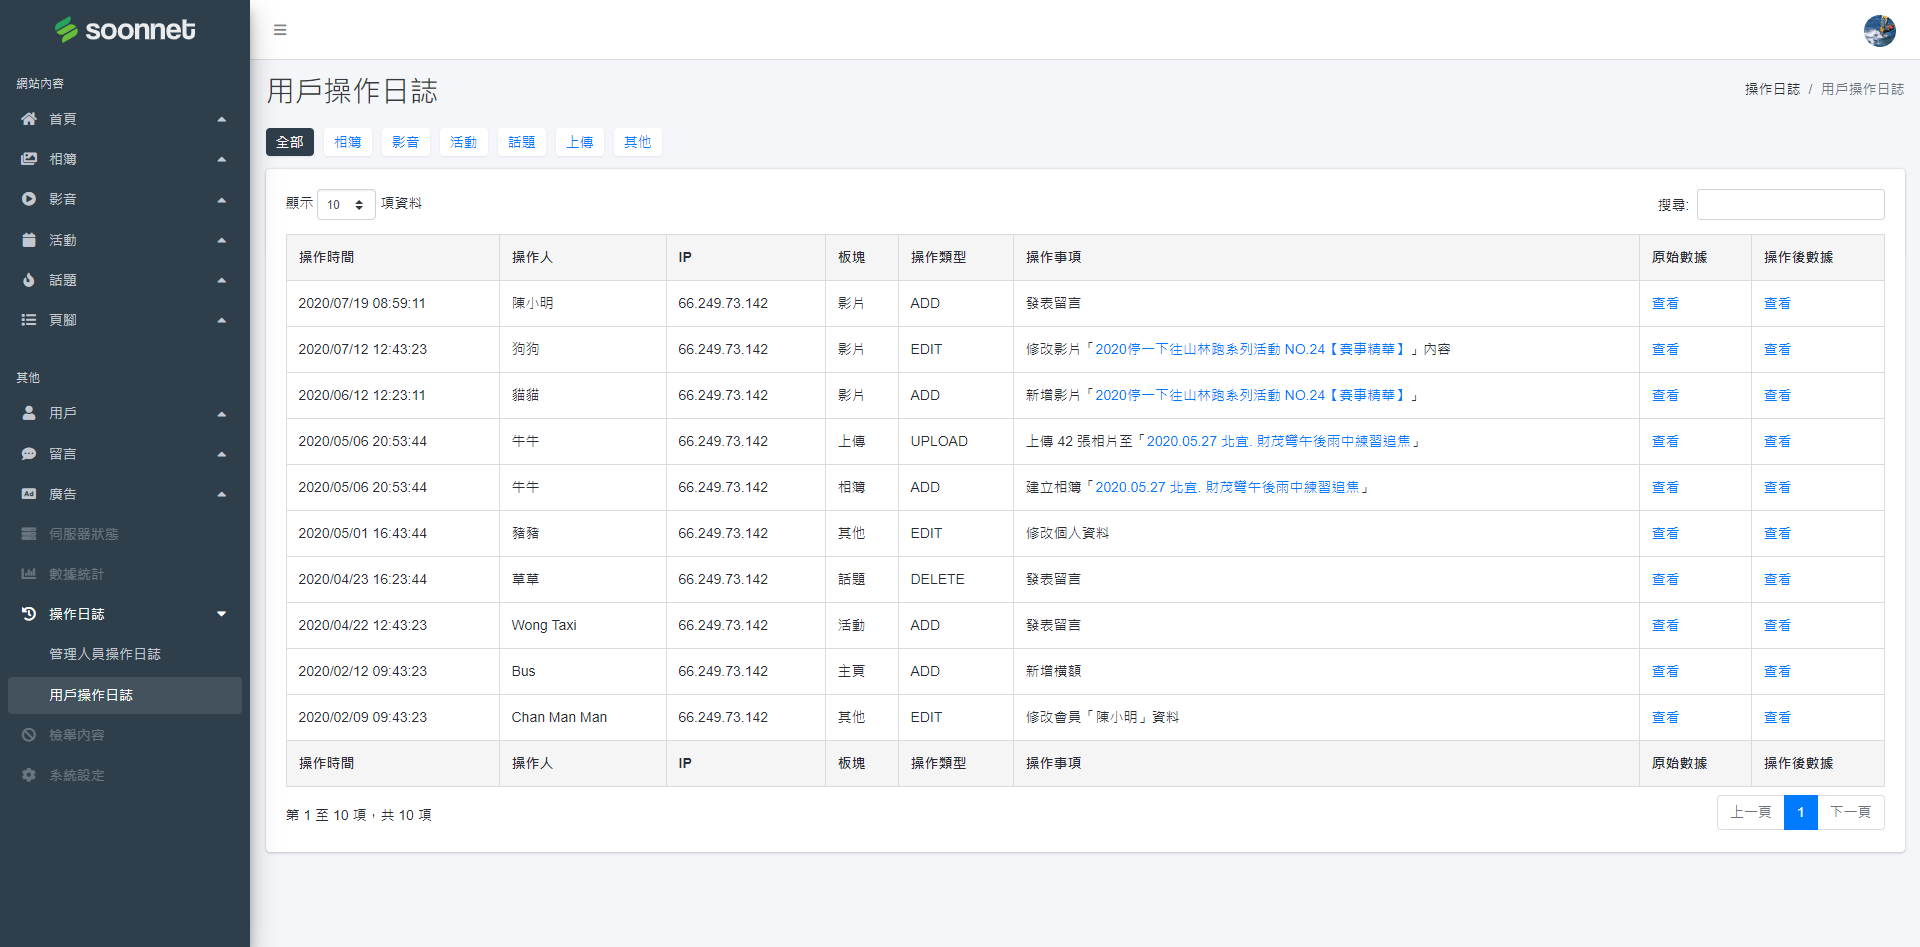 soonnet
網站內容
首頁
相簿
影音
活動
話題
頁腳
其他
用戶
留言
Ad 廣告
伺服器狀態
數據統計
操作日誌
管理人員操作日誌
用戶操作日誌
檢舉內容
系統設定
用戶操作日誌
操作日誌 / 用戶操作日誌
全部 相簿 影音 活動 話題 上傳 其他
顯示 10 項資料 搜尋:
操作時間 操作人 IP 板塊 操作類型 操作事項 原始數據 操作後數據
2020/07/19 08:59:11 陳小明 66.249.73.142 影片 ADD 發表留言 查看 查看
2020/07/12 12:43:23 狗狗 66.249.73.142 影片 EDIT 修改影片「2020停一下往山林跑系列活動 NO.24【賽事精華】」內容 查看 查看
2020/06/12 12:23:11 貓貓 66.249.73.142 影片 ADD 新增影片「2020停一下往山林跑系列活動 NO.24【賽事精華】」 查看 查看
2020/05/06 20:53:44 牛牛 66.249.73.142 上傳 UPLOAD 上傳 42 張相片至「2020.05.27 北宜. 財茂彎午後雨中練習追焦」 查看 查看
2020/05/06 20:53:44 牛牛 66.249.73.142 相簿 ADD 建立相簿「2020.05.27 北宜. 財茂彎午後雨中練習追焦」 查看 查看
2020/05/01 16:43:44 豬豬 66.249.73.142 其他 EDIT 修改個人資料 查看 查看
2020/04/23 16:23:44 草草 66.249.73.142 話題 DELETE 發表留言 查看 查看
2020/04/22 12:43:23 Wong Taxi 66.249.73.142 活動 ADD 發表留言 查看 查看
2020/02/12 09:43:23 Bus 66.249.73.142 主頁 ADD 新增橫額 查看 查看
2020/02/09 09:43:23 Chan Man Man 66.249.73.142 其他 EDIT 修改會員「陳小明」資料 查看 查看
操作時間 操作人 IP 板塊 操作類型 操作事項 原始數據 操作後數據
第 1 至 10 項，共 10 項 上一頁 1 下一頁